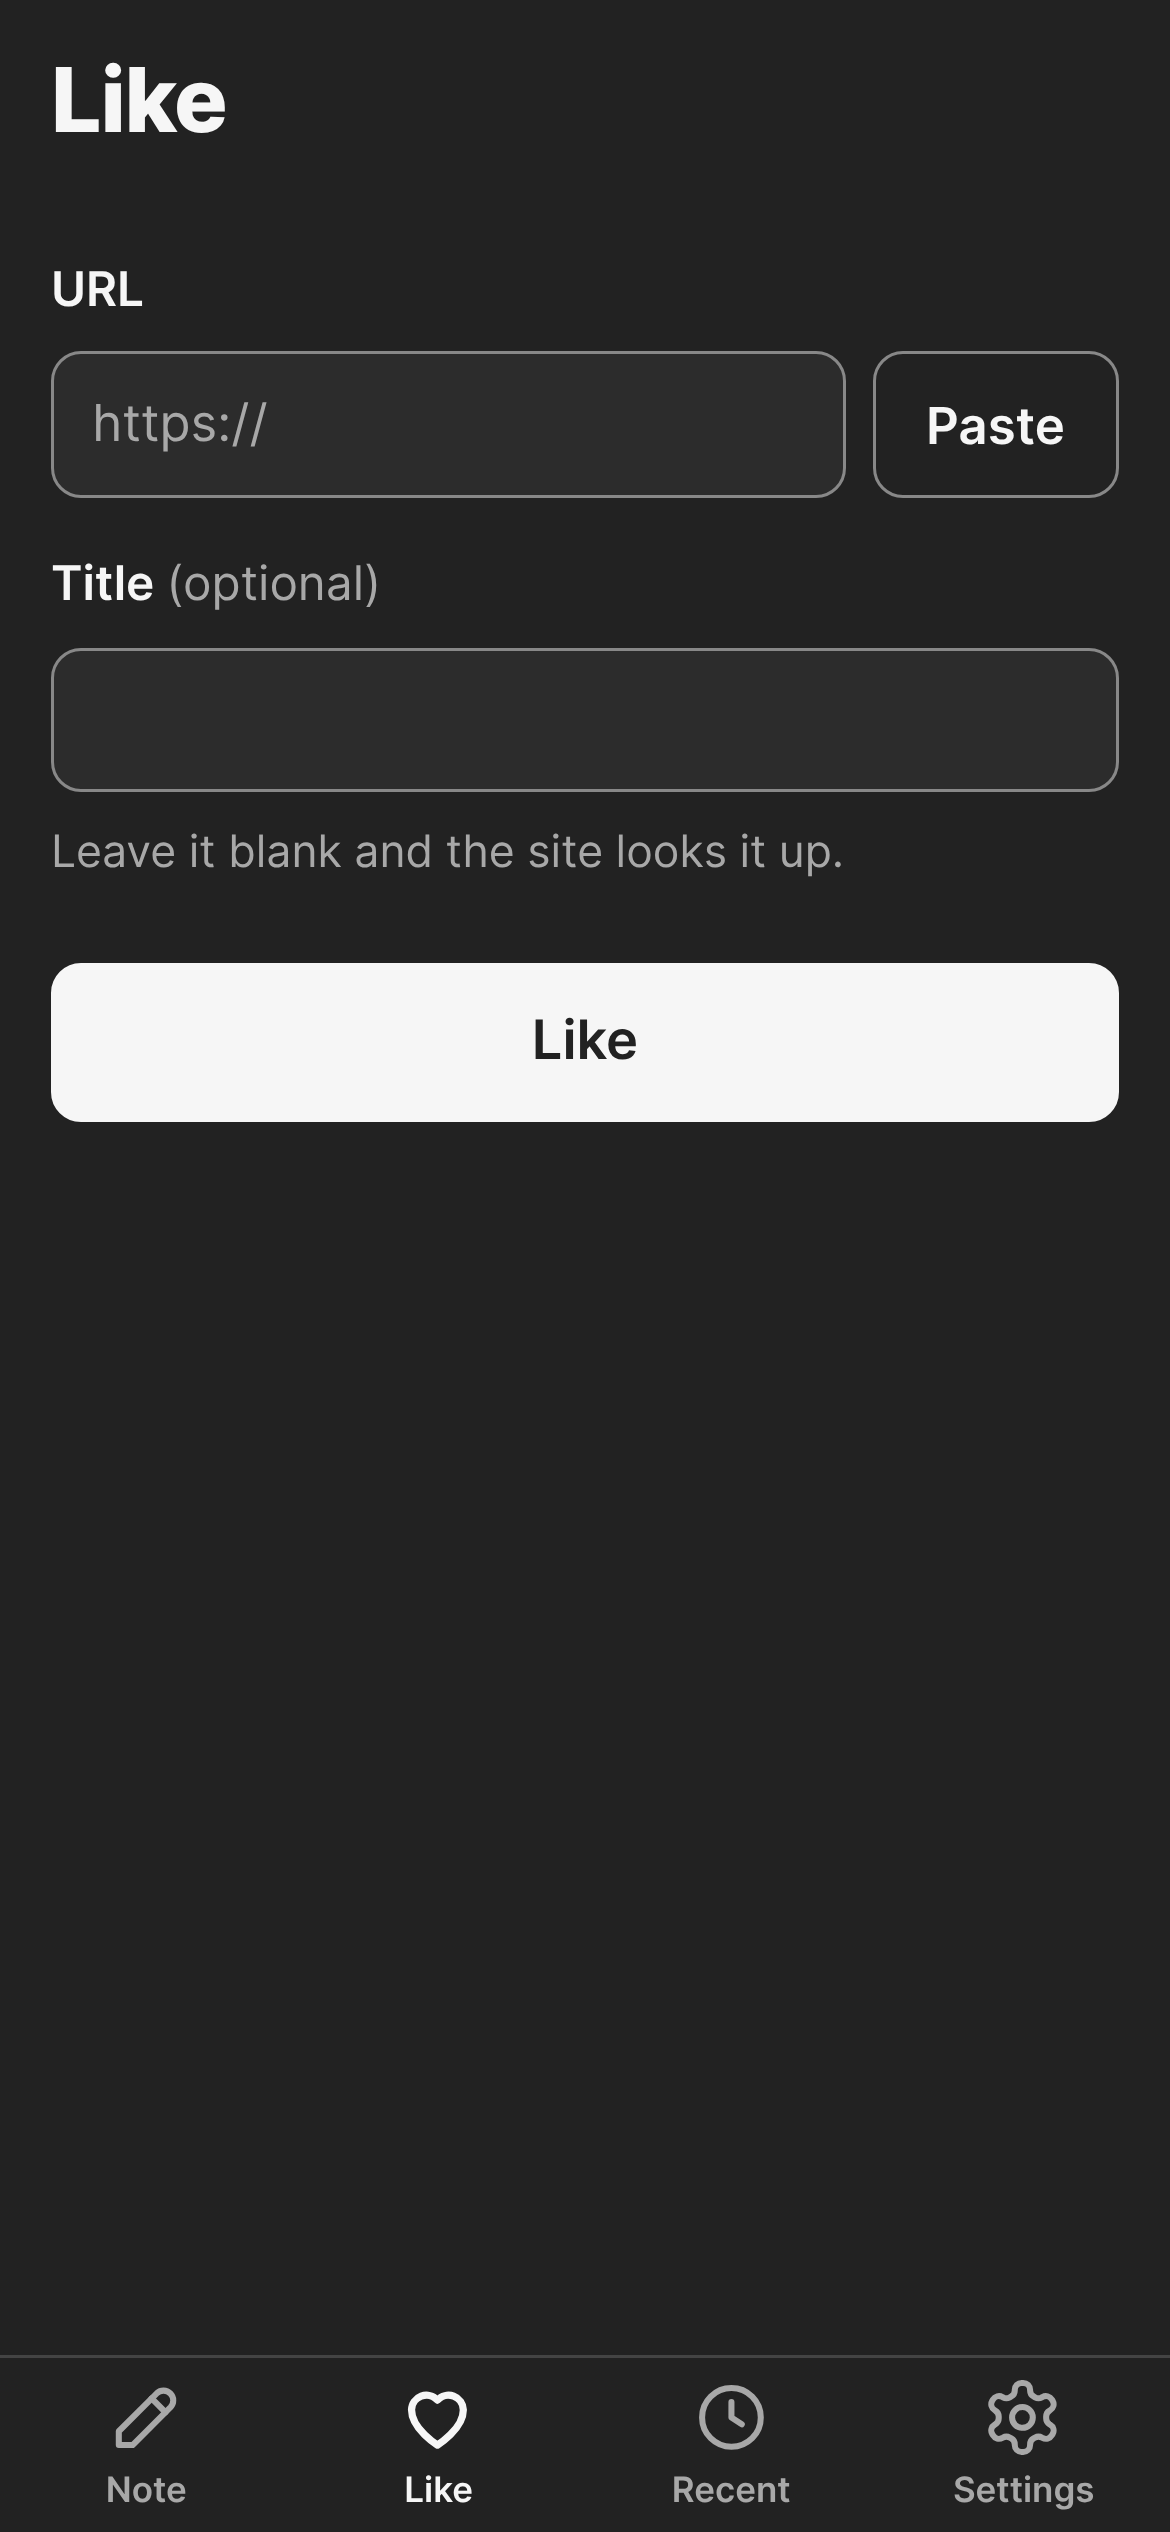 Like
URL
https://
Paste
Title (optional)
Leave it blank and the site looks it up.
Like
Note
Like
Recent
Settings